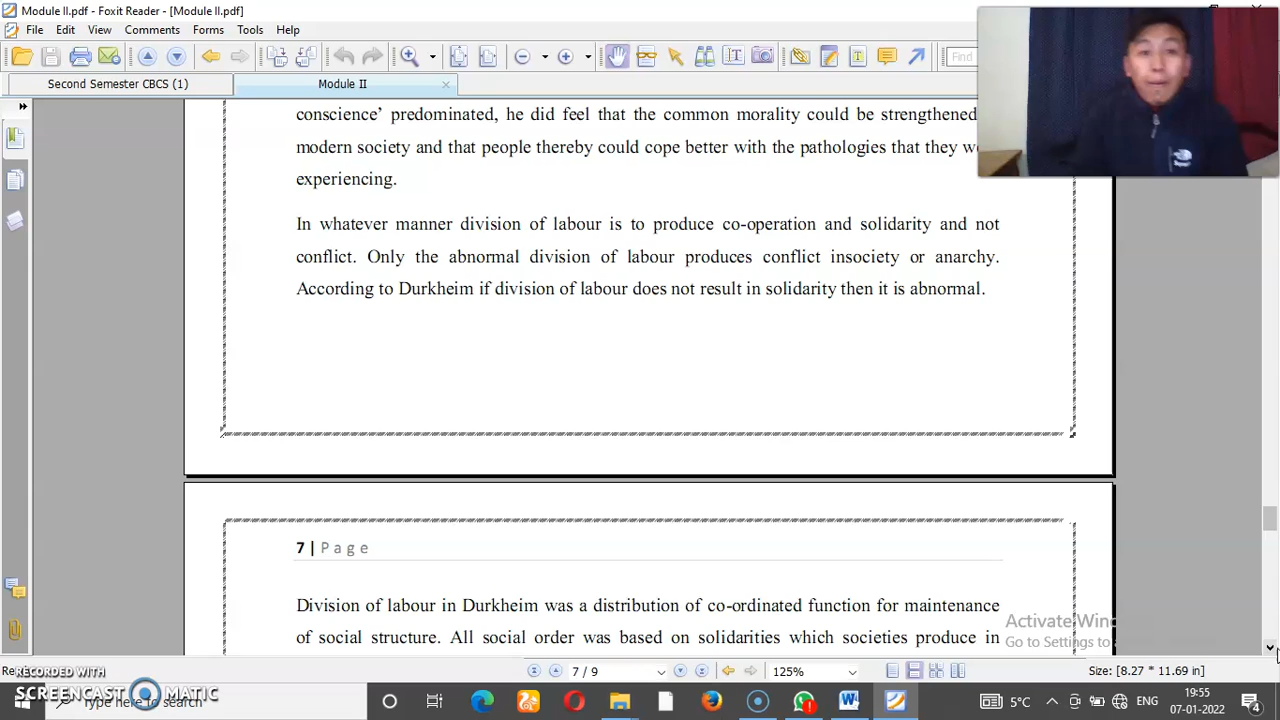 Module II.pdf - Foxit Reader - [Module II.pdf]
File Edit View Comments Forms Tools Help
Find
Second Semester CBCS (1)
Module II
conscience’ predominated, he did feel that the common morality could be strengthened
modern society and that people thereby could cope better with the pathologies that they
experiencing.
In whatever manner division of labour is to produce co-operation and solidarity and not
conflict. Only the abnormal division of labour produces conflict insociety or anarchy.
According to Durkheim if division of labour does not result in solidarity then it is abnormal.
7 | Page
Division of labour in Durkheim was a distribution of co-ordinated function for maintenance
of social structure. All social order was based on solidarities which societies produce in
Activate Win
Go to Settings to a
7 / 9
125%
Size: [8.27 * 11.69 in]
RECORDED WITH
SCREENCAST MATIC
Type here to search
5°C
ENG
19:55
07-01-2022
4